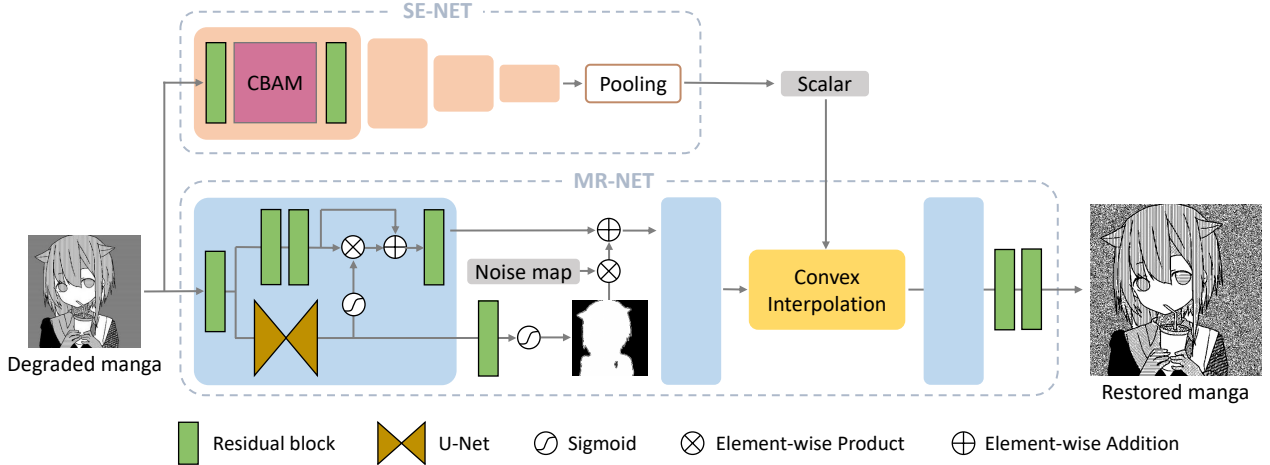 SE-NET
CBAM
Pooling
Scalar
MR-NET
Noise map
Convex
Interpolation
Degraded manga
Restored manga
Residual block
U-Net
Sigmoid
Element-wise Product
Element-wise Addition